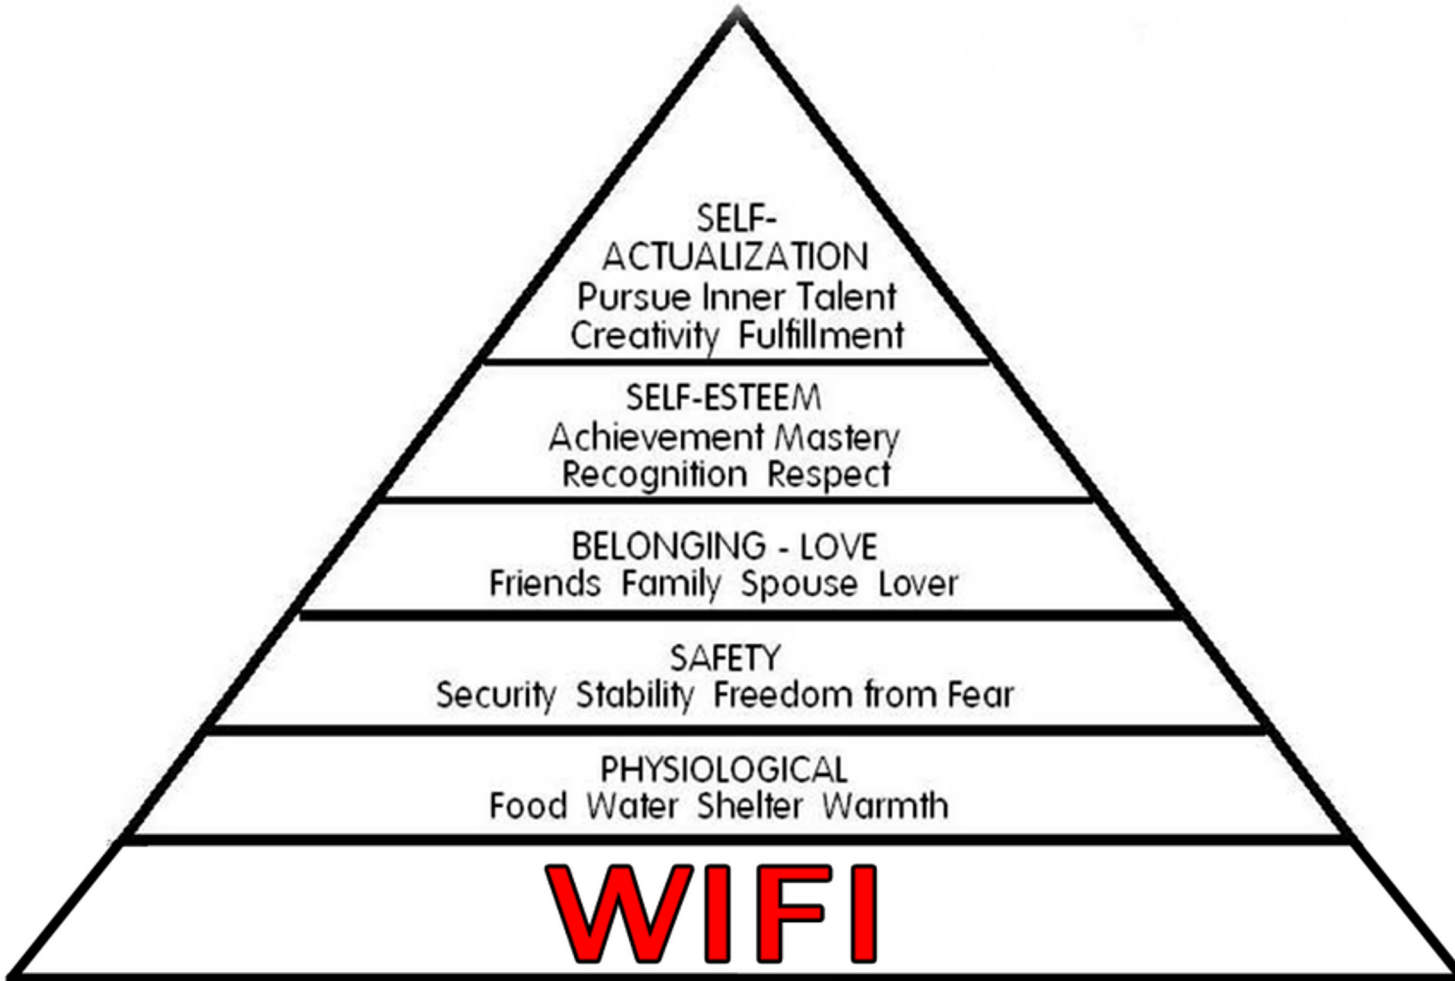 SELF-
ACTUALIZATION
Pursue Inner Talent
Creativity Fulfillment
SELF-ESTEEM
Achievement Mastery
Recognition Respect
BELONGING - LOVE
Friends Family Spouse Lover
SAFETY
Security Stability Freedom from Fear
PHYSIOLOGICAL
Food Water Shelter Warmth
WIFI